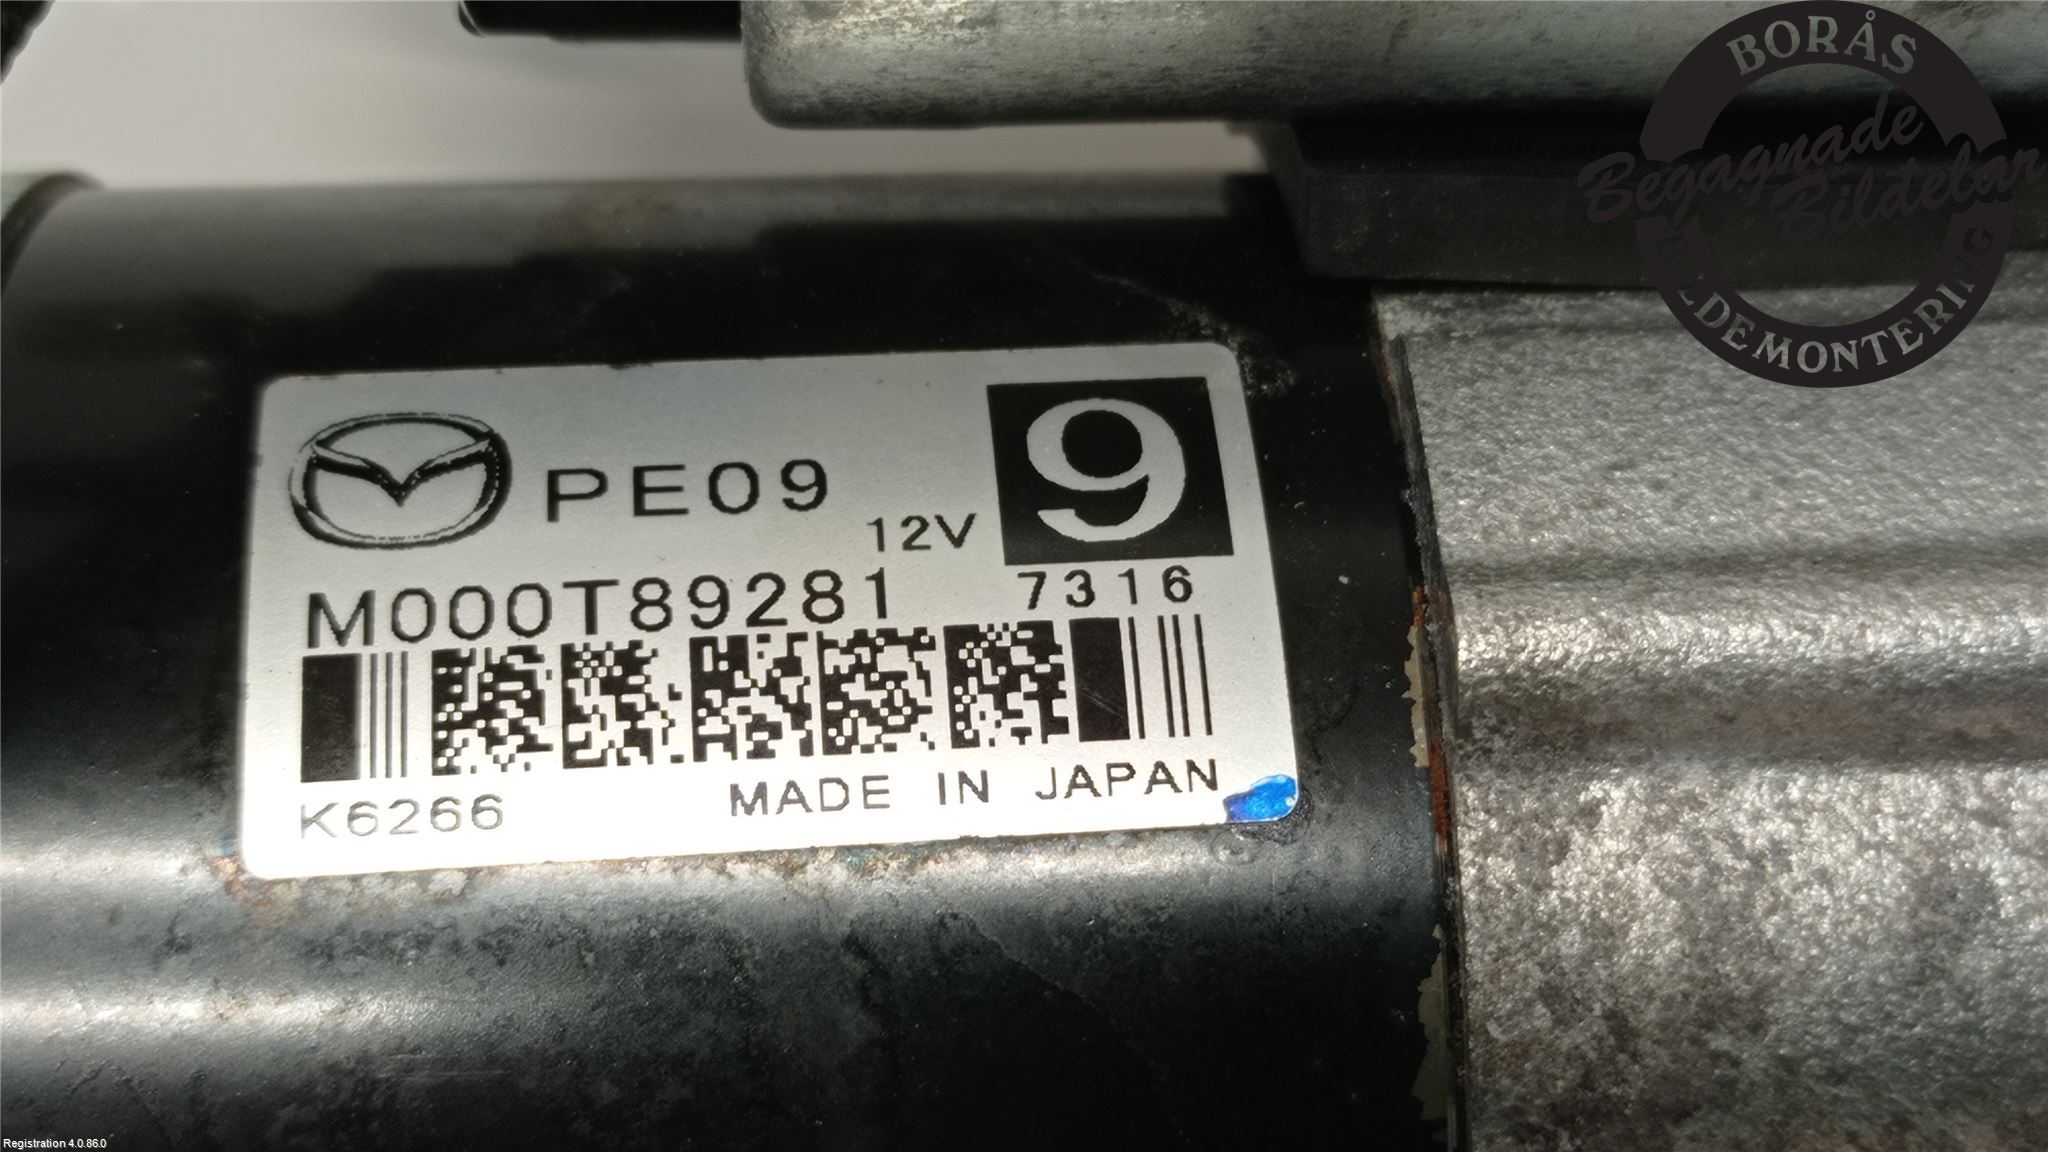 BORÅS
Begagnade
Bildelar
BILDEMONTERING
PE09
12V
9
M000T89281
7316
K6266
MADE IN JAPAN
Registration 4.0.86.0